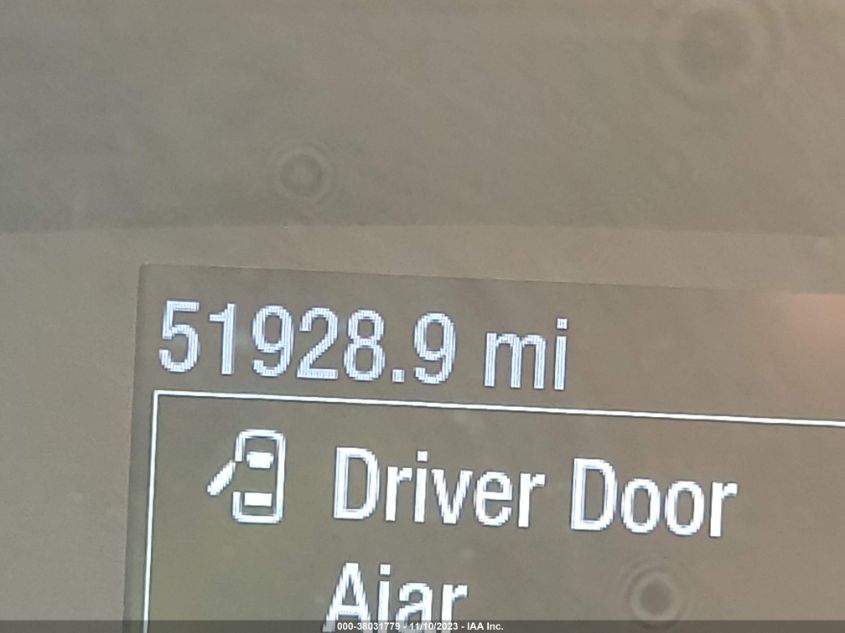 51928.9 mi
Driver Door
Ajar
000-38031779 - 11/10/2023 - IAA Inc.